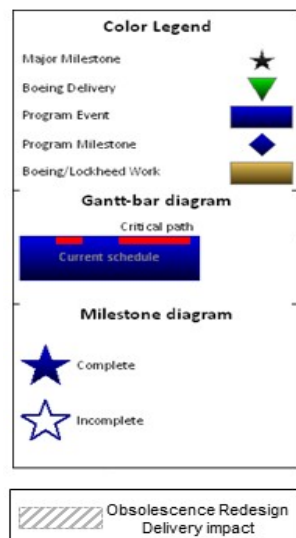 Color Legend
Major Milestone
Boeing Delivery
Program Event
Program Milestone
Boeing/Lockheed Work
Gantt-bar diagram
Critical path
Current schedule
Milestone diagram
Complete
Incomplete
Obsolescence Redesign
Delivery impact